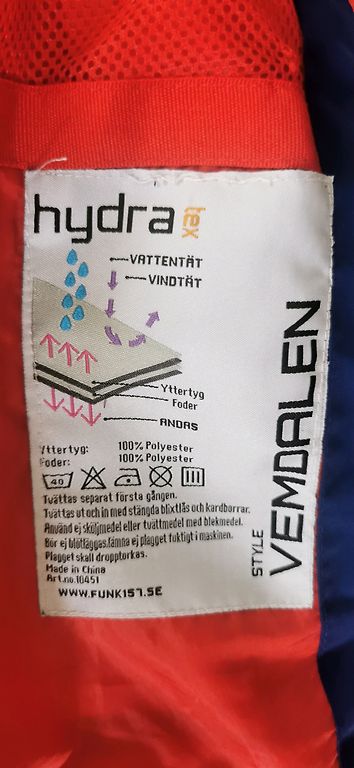 hydra tex
VATTENTÄT
VINDTÄT
Yttertyg
Foder
ANDAS
Yttertyg: 100% Polyester
Foder: 100% Polyester
40
Tvättas separat första gången.
Tvättas ut och in med stängda blixtlås och kardborrar.
Använd ej sköljmedel eller tvättmedel med blekmedel.
Bör ej blötläggas.lämna ej plagget fuktigt i maskinen.
Plagget skall dropptorkas.
Made in China
Art.no.10451
WWW.FUNK157.SE
STYLE VEMDALEN